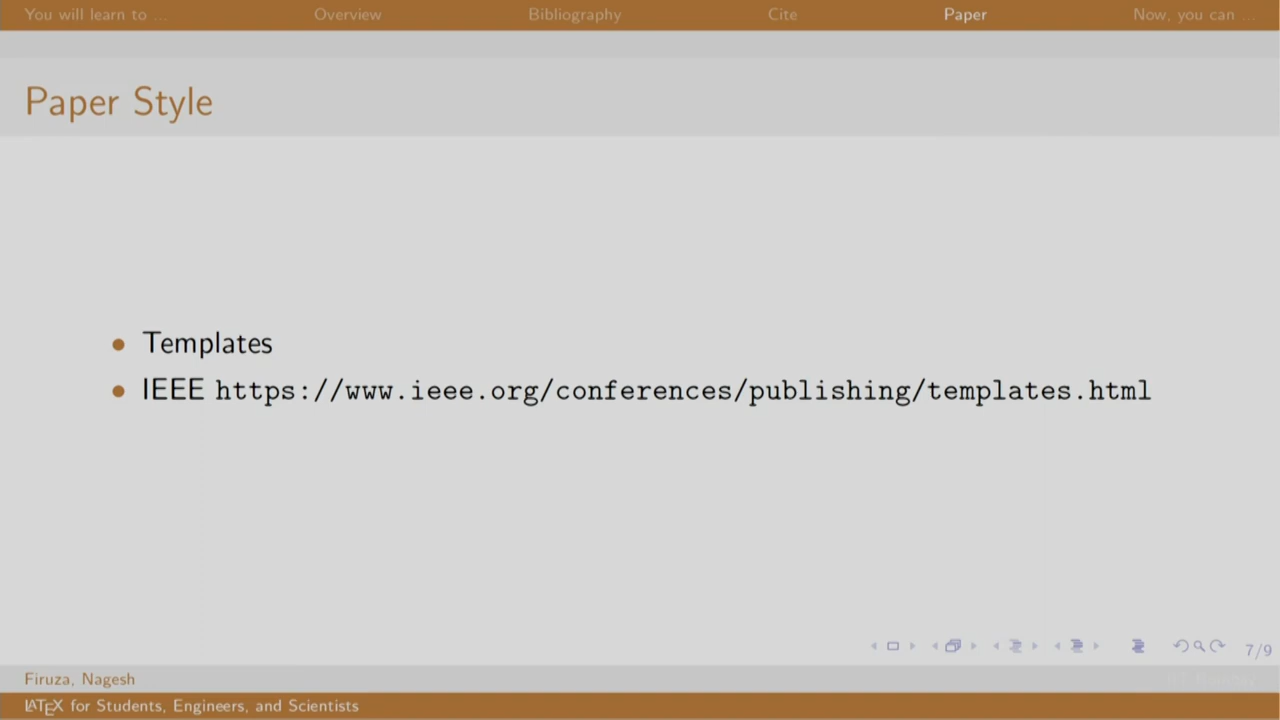 You will learn to ... Overview Bibliography Cite Paper Now, you can ...
Paper Style
• Templates
• IEEE https://www.ieee.org/conferences/publishing/templates.html
7/9
Firuza, Nagesh
LATEX for Students, Engineers, and Scientists